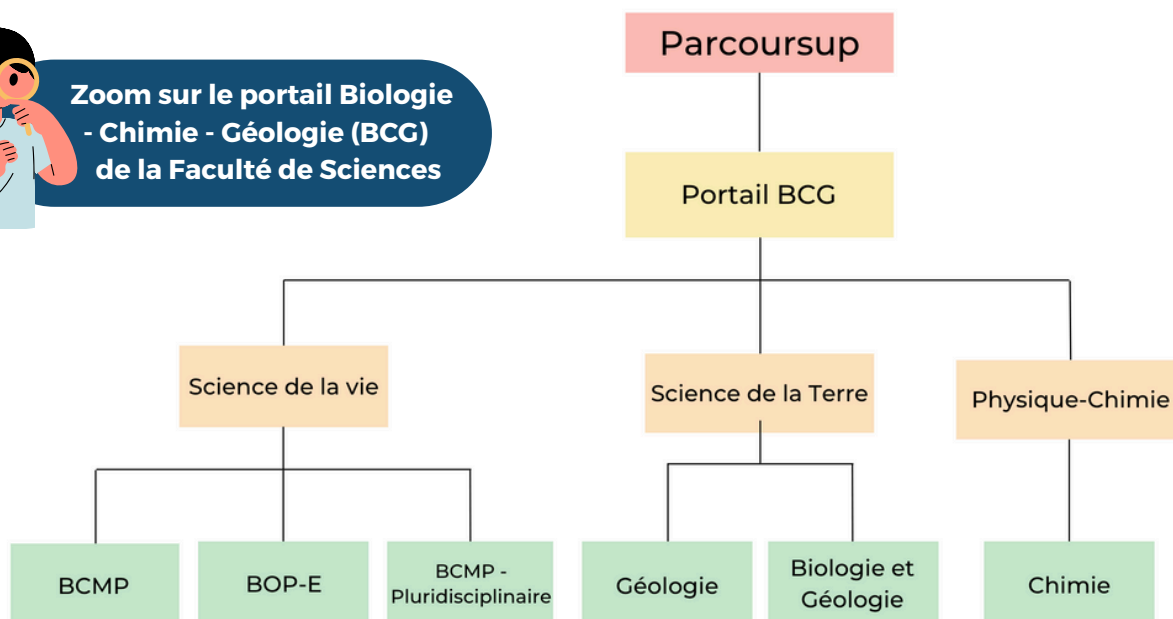 Parcoursup
Zoom sur le portail Biologie
- Chimie - Géologie (BCG)
de la Faculté de Sciences
Portail BCG
Science de la vie
Science de la Terre
Physique-Chimie
BCMP
BOP-E
BCMP -
Pluridisciplinaire
Géologie
Biologie et
Géologie
Chimie